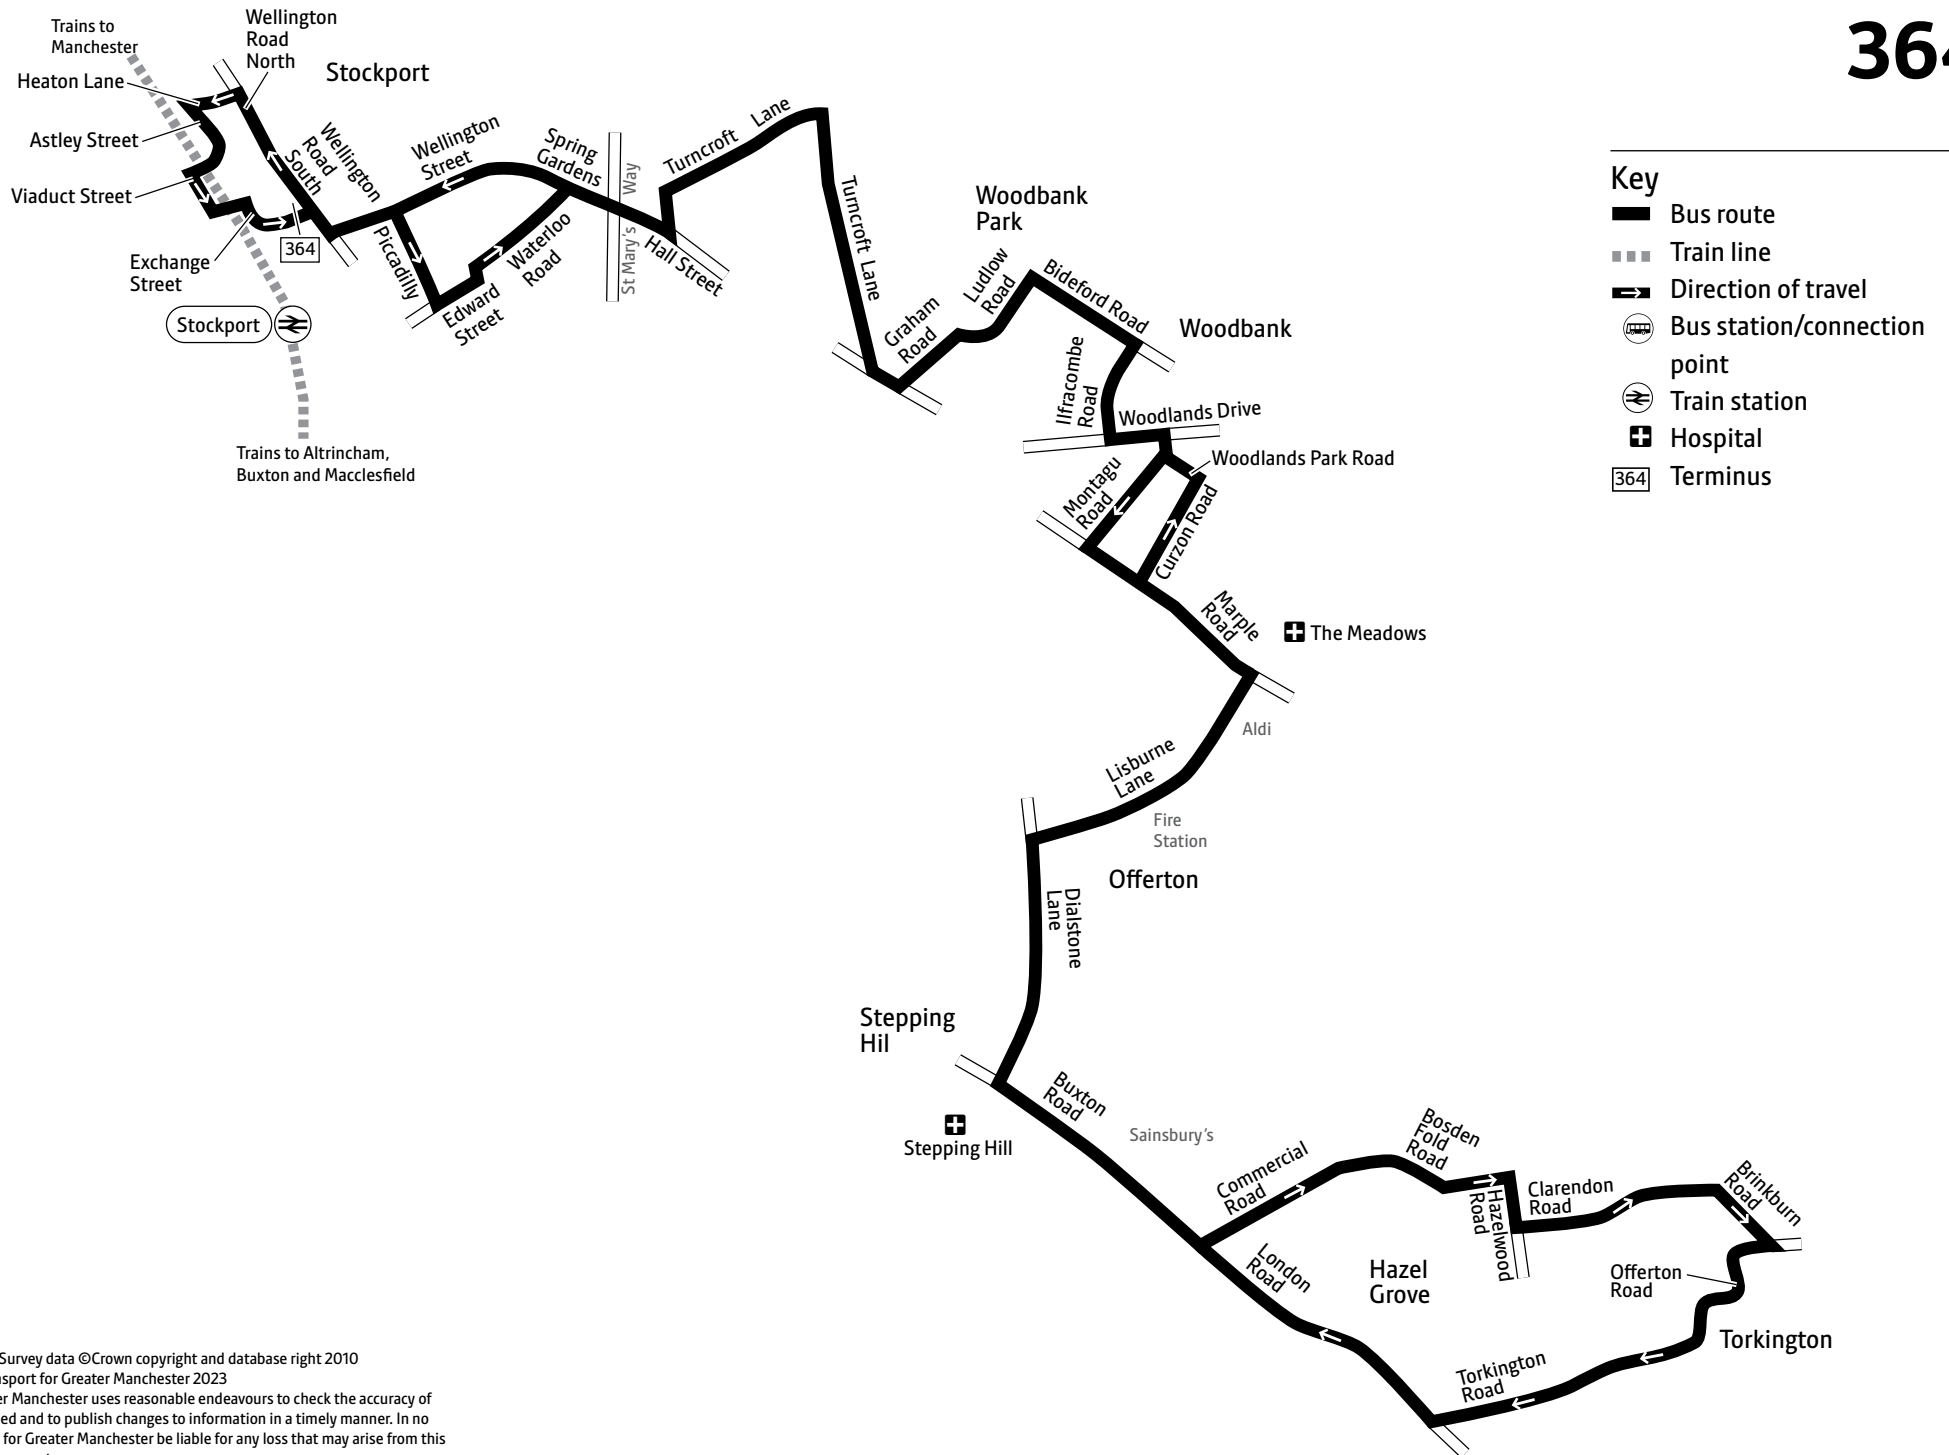 364
Trains to
Manchester
Wellington
Road
North
Stockport
Heaton Lane
Astley Street
Viaduct Street
Exchange
Street
364
Wellington
Road
South
Stockport
Trains to Altrincham,
Buxton and Macclesfield
Wellington
Street
Piccadilly
Edward
Street
Waterloo
Road
Spring
Gardens
St Mary's Way
Hall Street
Turncroft Lane
Turncroft Lane
Graham
Road
Ludlow
Road
Woodbank
Park
Bideford Road
Woodbank
Ilfracombe
Road
Woodlands Drive
Woodlands Park Road
Montagu
Road
Curzon Road
Marple
Road
The Meadows
Aldi
Lisburne
Lane
Fire
Station
Offerton
Dialstone
Lane
Stepping
Hil
Stepping Hill
Buxton
Road
Sainsbury's
Commercial
Road
Bosden
Fold
Road
Hazelwood
Road
Clarendon
Road
Brinkburn
Road
Offerton
Road
Torkington
Torkington
Road
London
Road
Hazel
Grove
Key
Bus route
Train line
Direction of travel
Bus station/connection
point
Train station
Hospital
364 Terminus
Survey data ©Crown copyright and database right 2010
sport for Greater Manchester 2023
er Manchester uses reasonable endeavours to check the accuracy of
ed and to publish changes to information in a timely manner. In no
for Greater Manchester be liable for any loss that may arise from this